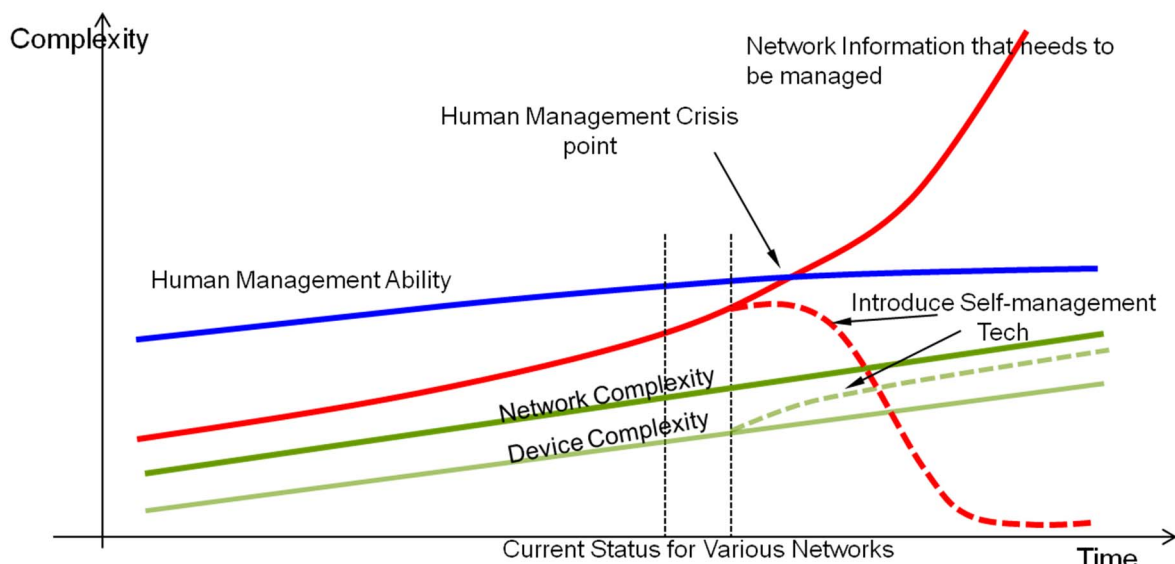 Complexity
Network Information that needs to
be managed
Human Management Crisis
point
Human Management Ability
Introduce Self-management
Tech
Network Complexity
Device Complexity
Current Status for Various Networks
Time